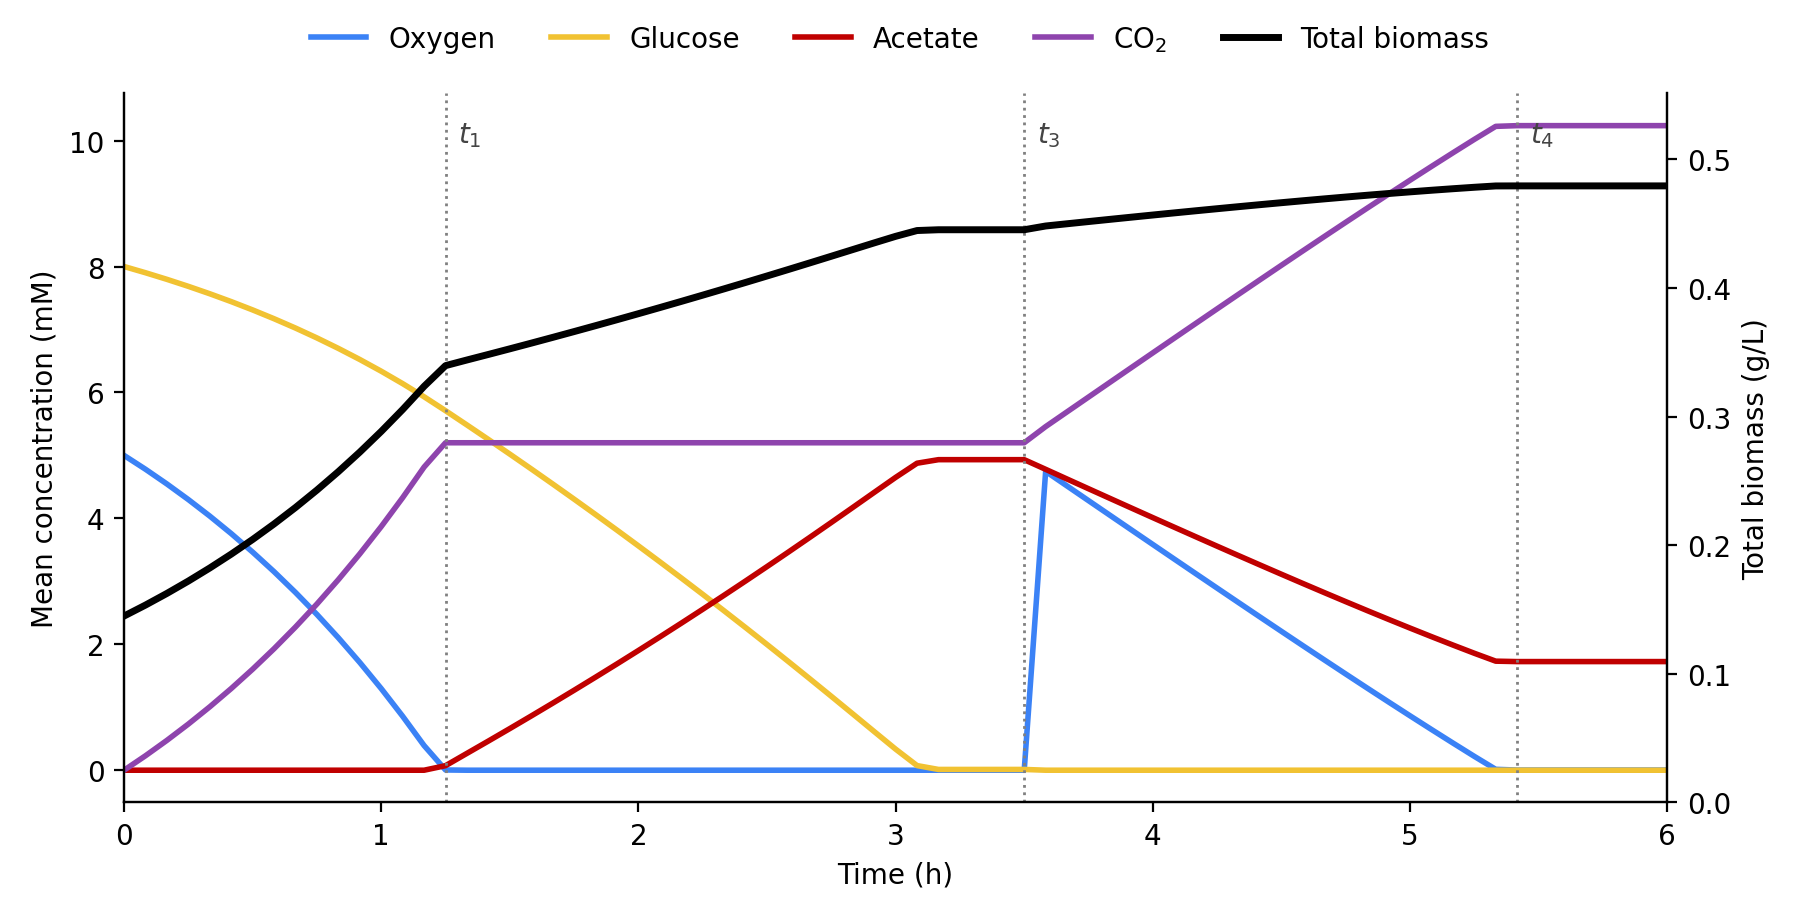 Oxygen Glucose Acetate CO₂ Total biomass
t₁ t₃ t₄
Mean concentration (mM)
10
8
6
4
2
0
0.5
0.4
0.3
0.2
0.1
0.0
Total biomass (g/L)
0 1 2 3 4 5 6
Time (h)